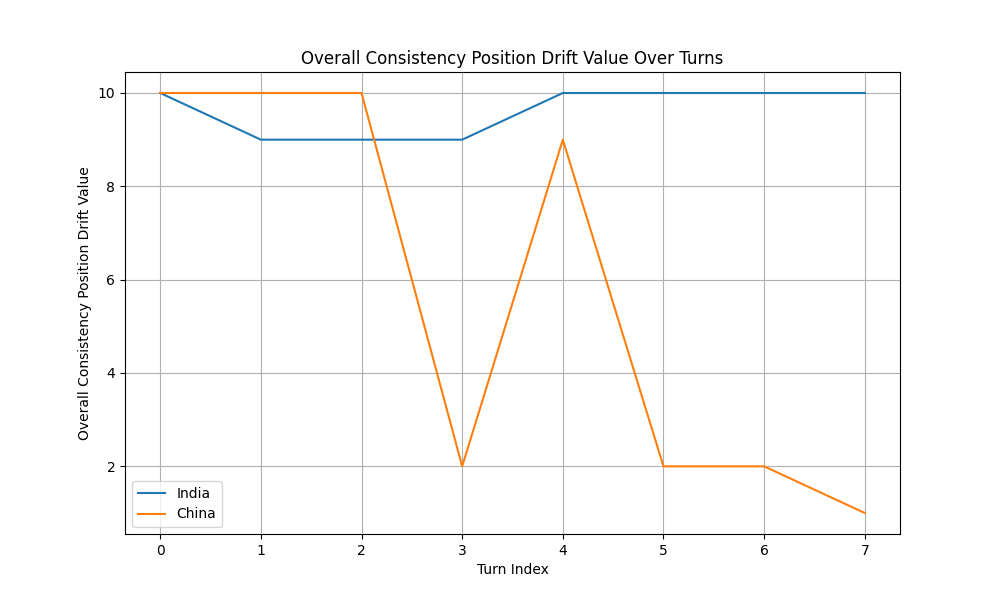 Overall Consistency Position Drift Value Over Turns
Overall Consistency Position Drift Value
10
8
6
4
2
India
China
0 1 2 3 4 5 6 7
Turn Index